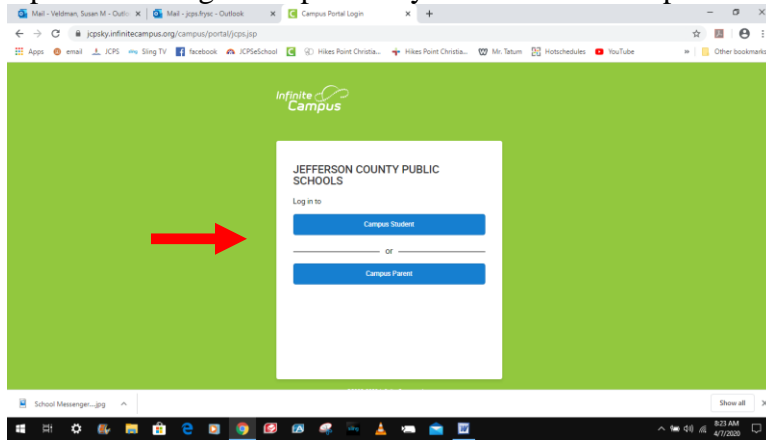 Mail - Veldman, Susan M - Outlo
Mail - jcps.frysc - Outlook
Campus Portal Login
jcpsky.infinitecampus.org/campus/portal/jcps.jsp
Apps email JCPS Sling TV facebook JCPSeSchool Hikes Point Christia... Hikes Point Christia... Mr. Tatum Hotschedules YouTube » Other bookmarks
Infinite
Campus
JEFFERSON COUNTY PUBLIC
SCHOOLS
Log in to
Campus Student
or
Campus Parent
School Messenger....jpg
Show all
8:23 AM
4/7/2020